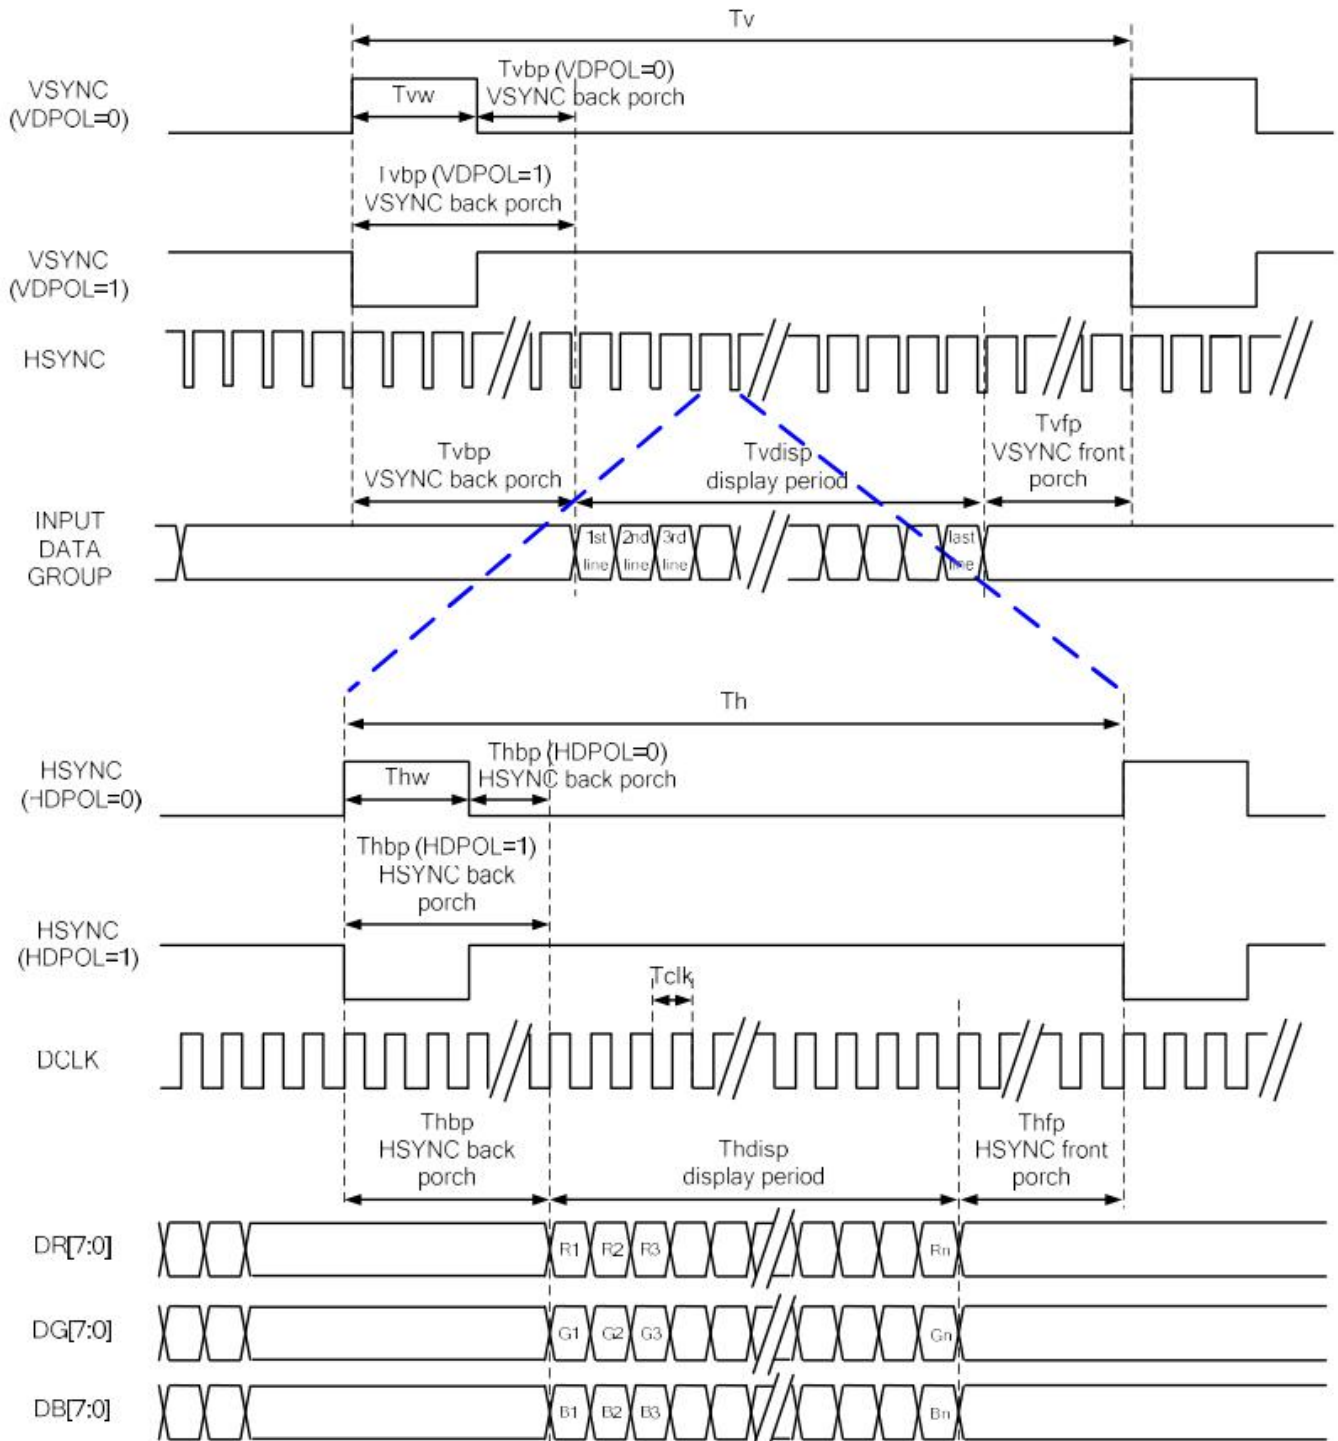 Tv
VSYNC
(VDPOL=0)
Tvw
Tvbp (VDPOL=0)
VSYNC back porch
Ivbp (VDPOL=1)
VSYNC back porch
VSYNC
(VDPOL=1)
HSYNC
Tvbp
VSYNC back porch
Tvdisp
display period
Tvfp
VSYNC front
porch
INPUT
DATA
GROUP
1st
line
2nd
line
3rd
line
last
line
Th
HSYNC
(HDPOL=0)
Thw
Thbp (HDPOL=0)
HSYNC back porch
Thbp (HDPOL=1)
HSYNC back
porch
HSYNC
(HDPOL=1)
Tclk
DCLK
Thbp
HSYNC back
porch
Thdisp
display period
Thfp
HSYNC front
porch
DR[7:0]
R1 R2 R3 Rn
DG[7:0]
G1 G2 G3 Gn
DB[7:0]
B1 B2 B3 Bn